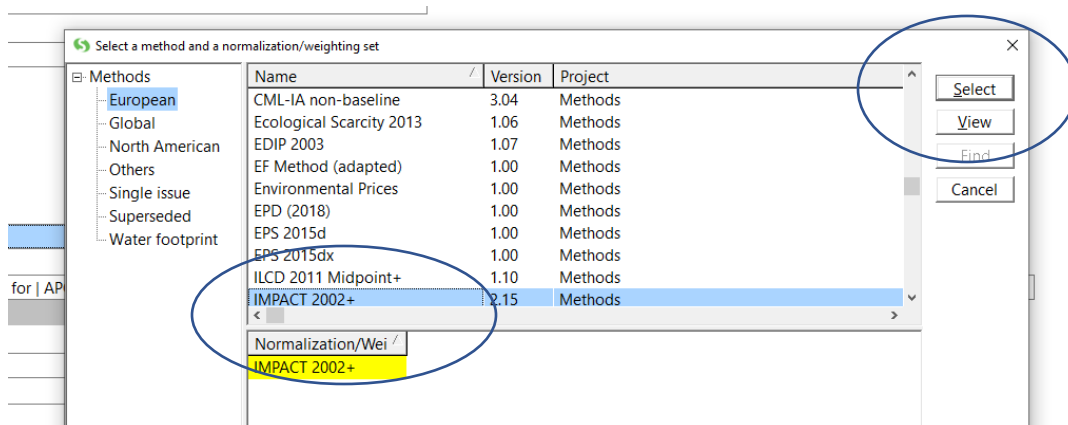 Select a method and a normalization/weighting set
Methods
European
Global
North American
Others
Single issue
Superseded
Water footprint
Name Version Project
CML-IA non-baseline 3.04 Methods
Ecological Scarcity 2013 1.06 Methods
EDIP 2003 1.07 Methods
EF Method (adapted) 1.00 Methods
Environmental Prices 1.00 Methods
EPD (2018) 1.00 Methods
EPS 2015d 1.00 Methods
EPS 2015dx 1.00 Methods
ILCD 2011 Midpoint+ 1.10 Methods
IMPACT 2002+ 2.15 Methods
Normalization/Wei
IMPACT 2002+
Select
View
Find
Cancel
for | AP